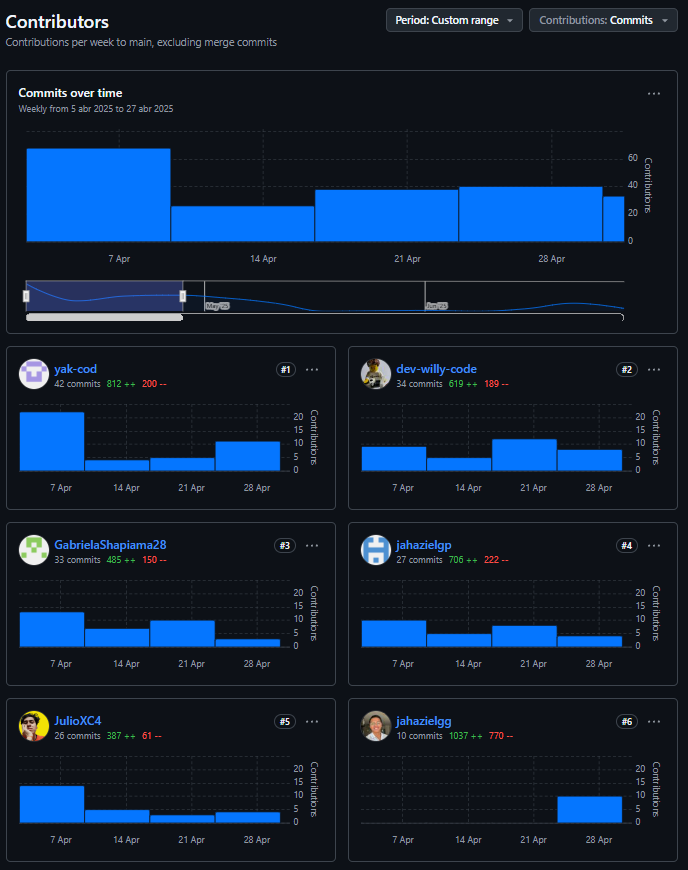 Contributors
Period: Custom range
Contributions: Commits
Contributions per week to main, excluding merge commits
Commits over time
Weekly from 5 abr 2025 to 27 abr 2025
60
40
20
0
Contributions
7 Apr 14 Apr 21 Apr 28 Apr
May '25
Jun '25
yak-cod
#1
42 commits 812 ++ 200 --
20
15
10
5
0
Contributions
7 Apr 14 Apr 21 Apr 28 Apr
dev-willy-code
#2
34 commits 619 ++ 189 --
20
15
10
5
0
Contributions
7 Apr 14 Apr 21 Apr 28 Apr
GabrielaShapiama28
#3
33 commits 485 ++ 150 --
20
15
10
5
0
Contributions
7 Apr 14 Apr 21 Apr 28 Apr
jahazielgp
#4
27 commits 706 ++ 222 --
20
15
10
5
0
Contributions
7 Apr 14 Apr 21 Apr 28 Apr
JulioXC4
#5
26 commits 387 ++ 61 --
20
15
10
5
0
Contributions
7 Apr 14 Apr 21 Apr 28 Apr
jahazielgg
#6
10 commits 1037 ++ 770 --
20
15
10
5
0
Contributions
7 Apr 14 Apr 21 Apr 28 Apr